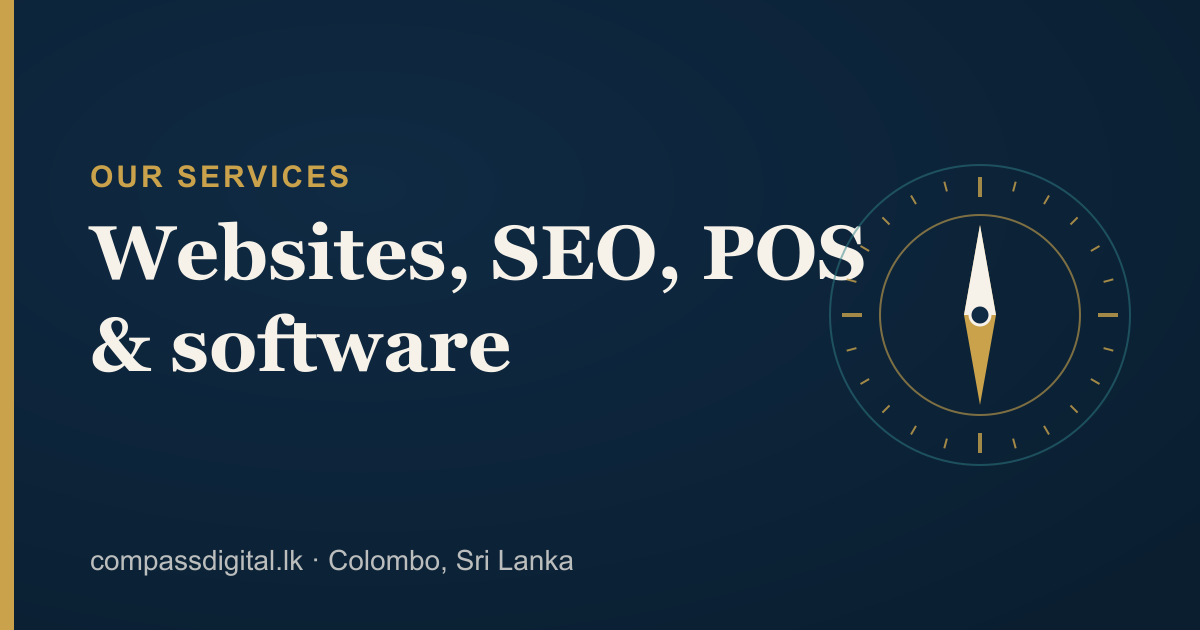 OUR SERVICES
Websites, SEO, POS
& software
compassdigital.lk · Colombo, Sri Lanka